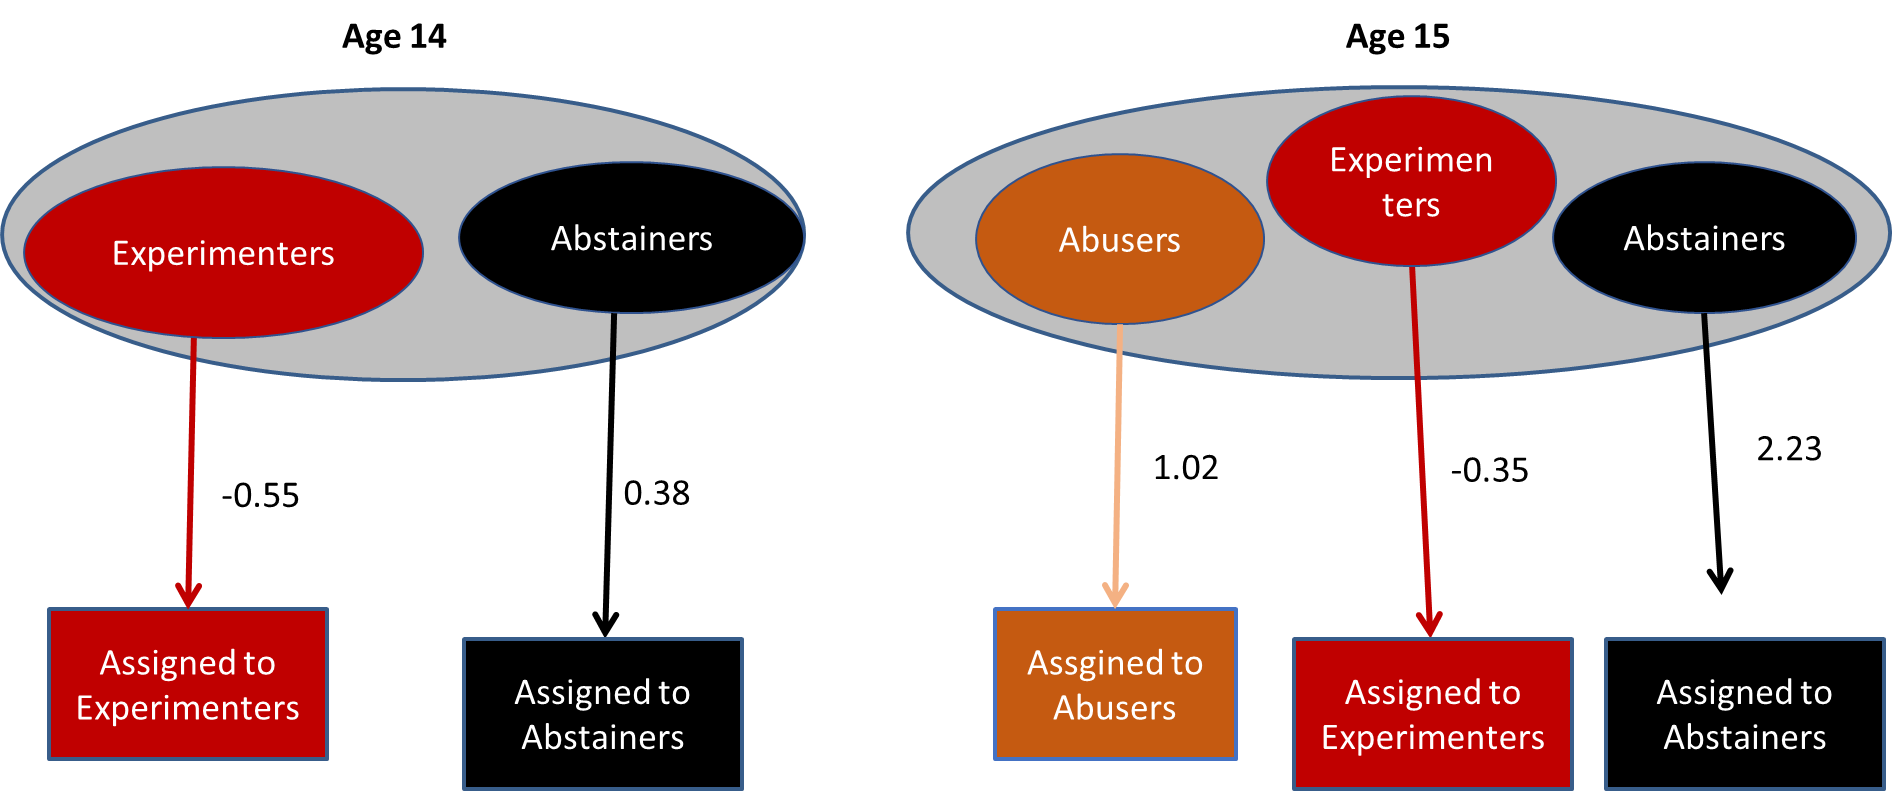 Age 14
Experimenters
Abstainers
-0.55
0.38
Assigned to
Experimenters
Assigned to
Abstainers
Age 15
Abusers
Experimen
ters
Abstainers
1.02
-0.35
2.23
Assgined to
Abusers
Assigned to
Experimenters
Assigned to
Abstainers